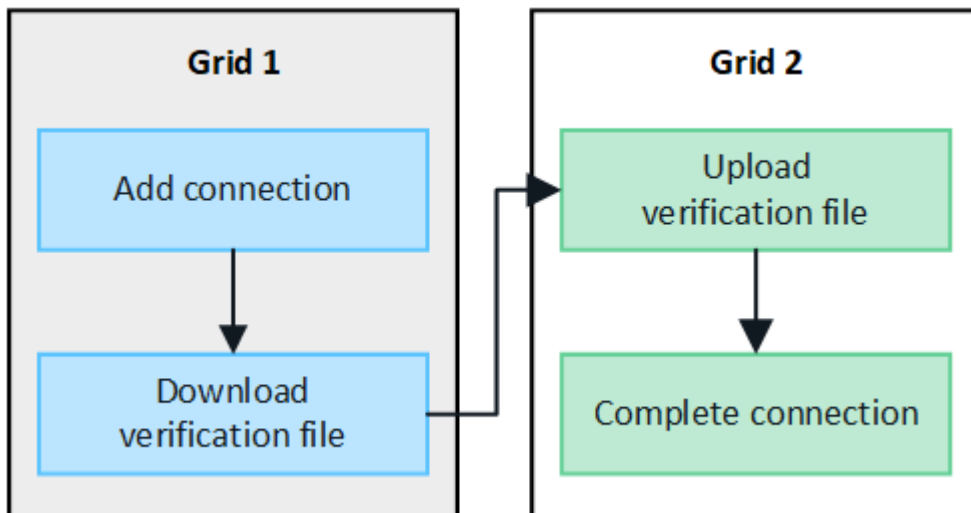 Grid 1
Add connection
Download
verification file
Grid 2
Upload
verification file
Complete connection